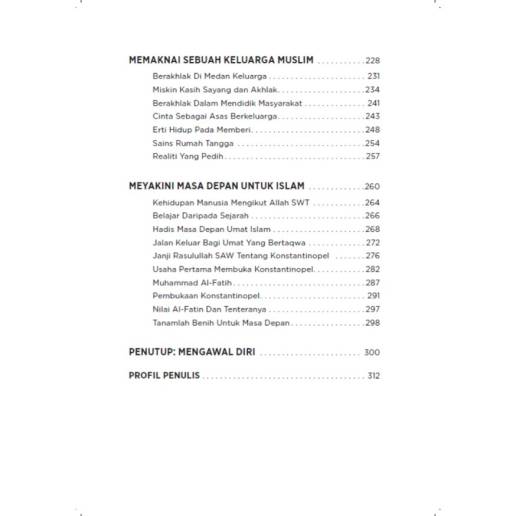 MEMAKNAI SEBUAH KELUARGA MUSLIM . . . . . . . . . . . 228
Berakhlak Di Medan Keluarga . . . . . . . . . . . . . . . . . . . . . . 231
Miskin Kasih Sayang dan Akhlak. . . . . . . . . . . . . . . . . . . . 234
Berakhlak Dalam Mendidik Masyarakat . . . . . . . . . . . . . . 241
Cinta Sebagai Asas Berkeluarga . . . . . . . . . . . . . . . . . . . . 243
Erti Hidup Pada Memberi. . . . . . . . . . . . . . . . . . . . . . . . . . 248
Sains Rumah Tangga . . . . . . . . . . . . . . . . . . . . . . . . . . . . . 254
Realiti Yang Pedih . . . . . . . . . . . . . . . . . . . . . . . . . . . . . . . . 257
MEYAKINI MASA DEPAN UNTUK ISLAM . . . . . . . . . . . . . 260
Kehidupan Manusia Mengikut Allah SWT . . . . . . . . . . . . 264
Belajar Daripada Sejarah . . . . . . . . . . . . . . . . . . . . . . . . . . 266
Hadis Masa Depan Umat Islam . . . . . . . . . . . . . . . . . . . . . 268
Jalan Keluar Bagi Umat Yang Bertaqwa . . . . . . . . . . . . . 272
Janji Rasulullah SAW Tentang Konstantinopel . . . . . . . 276
Usaha Pertama Membuka Konstantinopel. . . . . . . . . . . . 282
Muhammad Al-Fatih . . . . . . . . . . . . . . . . . . . . . . . . . . . . . . 287
Pembukaan Konstantinopel. . . . . . . . . . . . . . . . . . . . . . . . 291
Nilai Al-Fatin Dan Tenteranya . . . . . . . . . . . . . . . . . . . . . . 297
Tanamlah Benih Untuk Masa Depan . . . . . . . . . . . . . . . . . 298
PENUTUP: MENGAWAL DIRI . . . . . . . . . . . . . . . . . . . . . . . 300
PROFIL PENULIS . . . . . . . . . . . . . . . . . . . . . . . . . . . . . . . . . . . . . 312